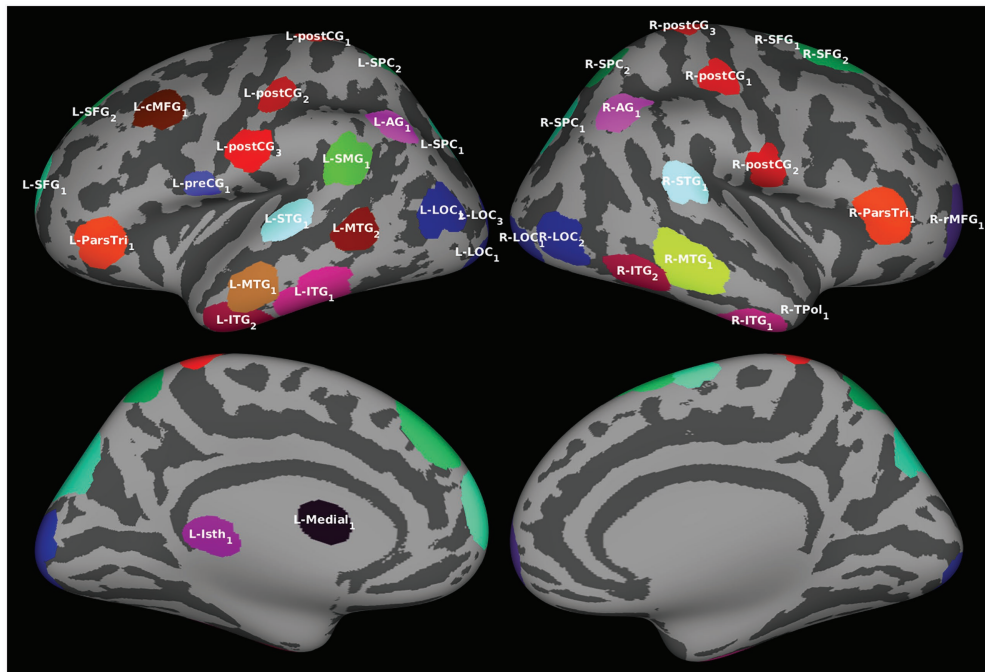 L-postCG₁
L-SPC₂
L-postCG₂
L-cMFG₁
L-SFG₂
L-AG₁
L-SPC₁
L-postCG₃
L-SMG₁
L-preCG₁
L-SFG₁
L-LOC₂
L-LOC₃
L-STG₁
L-MTG₂
L-ParsTri₁
L-LOC₁
L-MTG₁
L-ITG₁
L-ITG₂
R-postCG₃
R-SFG₁
R-SFG₂
R-SPC₂
R-postCG₁
R-AG₁
R-SPC₁
R-postCG₂
R-STG₁
R-ParsTri₁
R-rMFG₁
R-LOC₁
R-LOC₂
R-MTG₁
R-ITG₂
R-TPol₁
R-ITG₁
L-Medial₁
L-Isth₁